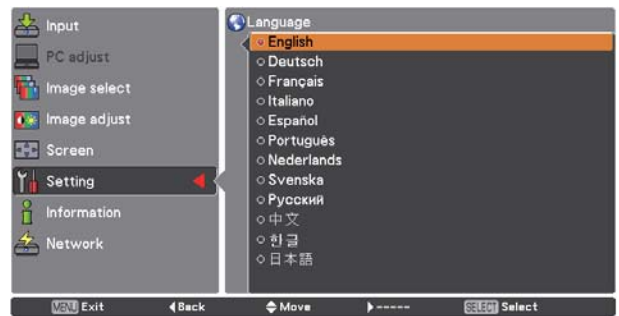 Input
PC adjust
Image select
Image adjust
Screen
Setting
Information
Network
Language
English
Deutsch
Français
Italiano
Español
Português
Nederlands
Svenska
Русский
中文
한글
日本語
MENU Exit
Back
Move
-----
SELECT Select